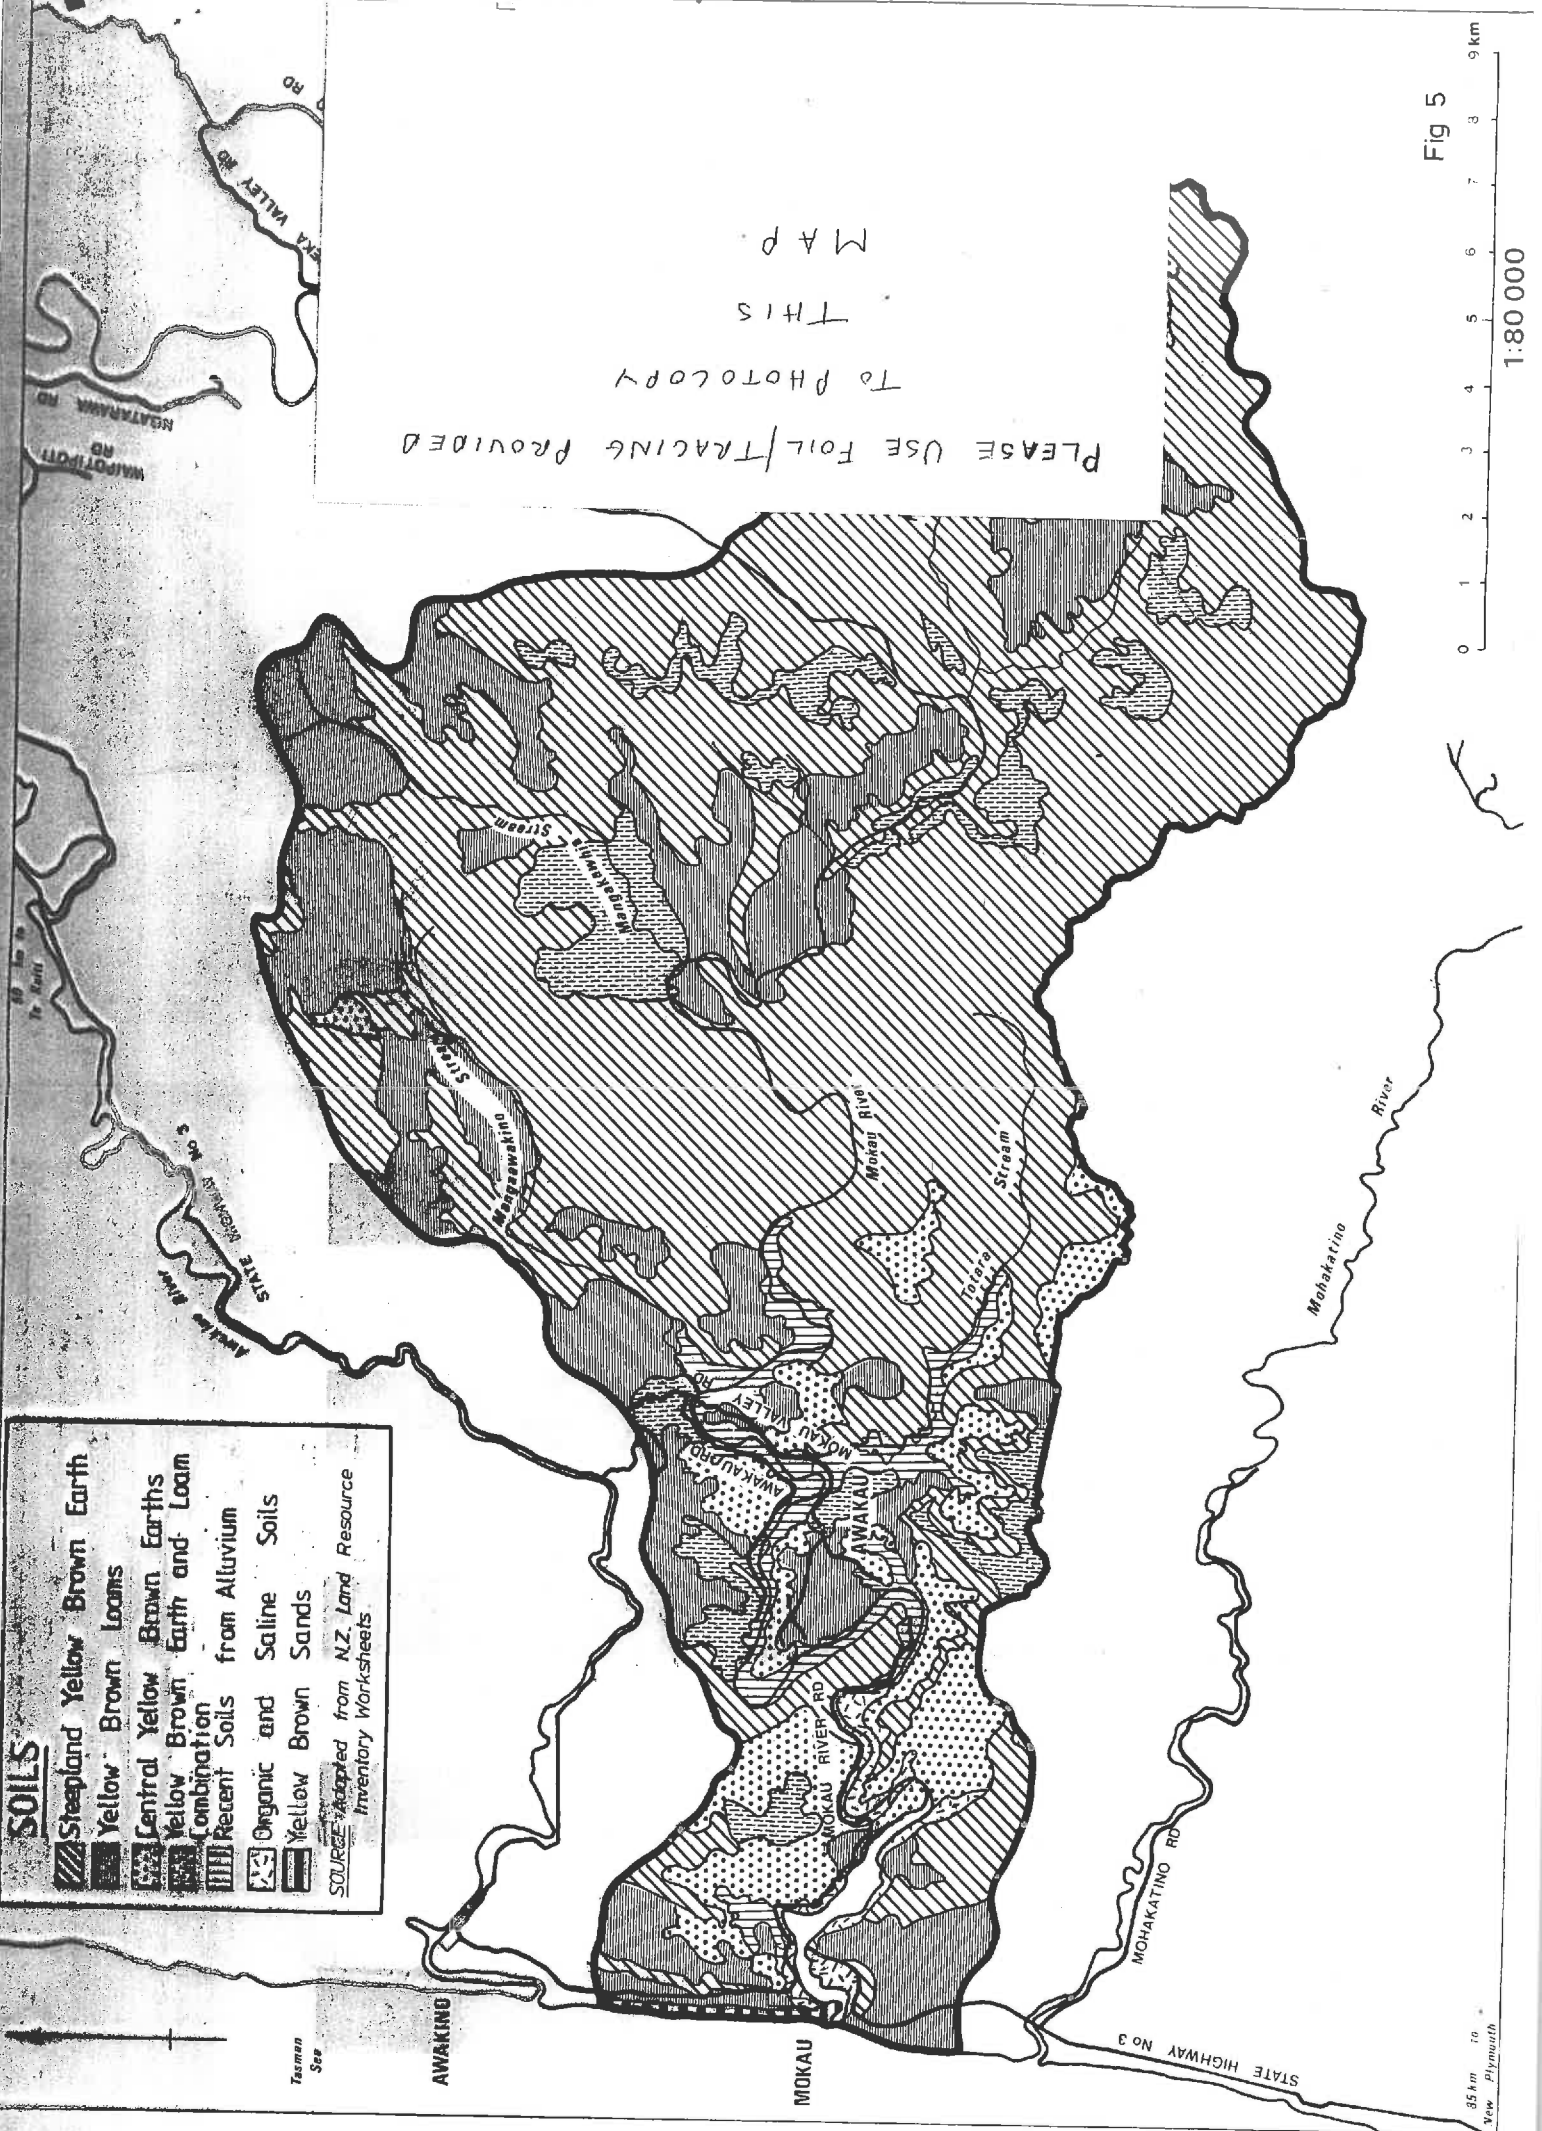 SOILS
Steepland Yellow Brown Earth
Yellow Brown Loams
Central Yellow Brown Earths
Yellow Brown Earth and Loam
Combination
Recent Soils from Alluvium
Organic and Saline Soils
Yellow Brown Sands
SOURCE Adapted from N.Z. Land Resource
Inventory Worksheets
Tasman
Sea
AWAKINO
MOKAU
Awakino River
STATE HIGHWAY No 3
To
WAIPOTIPOTI
RD
NGATARAWA RD
EKA VALLEY RD
RD
PLEASE USE FOIL/TRACING PROVIDED
TO PHOTOCOPY
THIS
MAP
Mangaawakino
Stream
Mangakawhia
Stream
Mokau River
Totara Stream
AWAKAU RD
MOKAU VALLEY RD
AWAKAU
MOKAU RIVER RD
Mohakatino River
MOHAKATINO RD
STATE HIGHWAY No 3
85 km to
New Plymouth
Fig 5
0 1 2 3 4 5 6 7 8 9 km
1:80 000